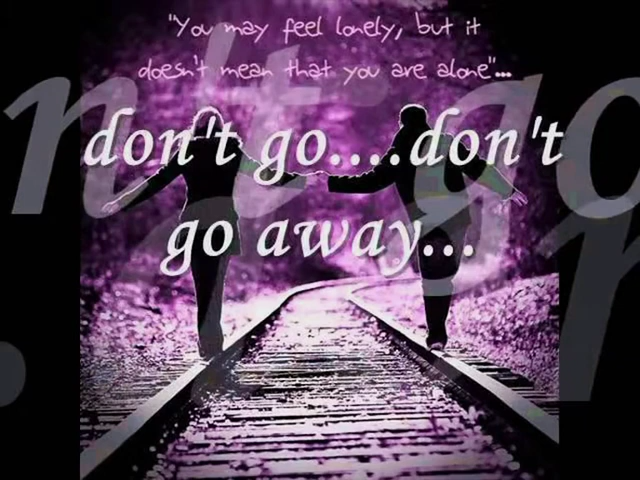 "You may feel lonely, but it
doesn't mean that you are alone"...
don't go....don't
go away...